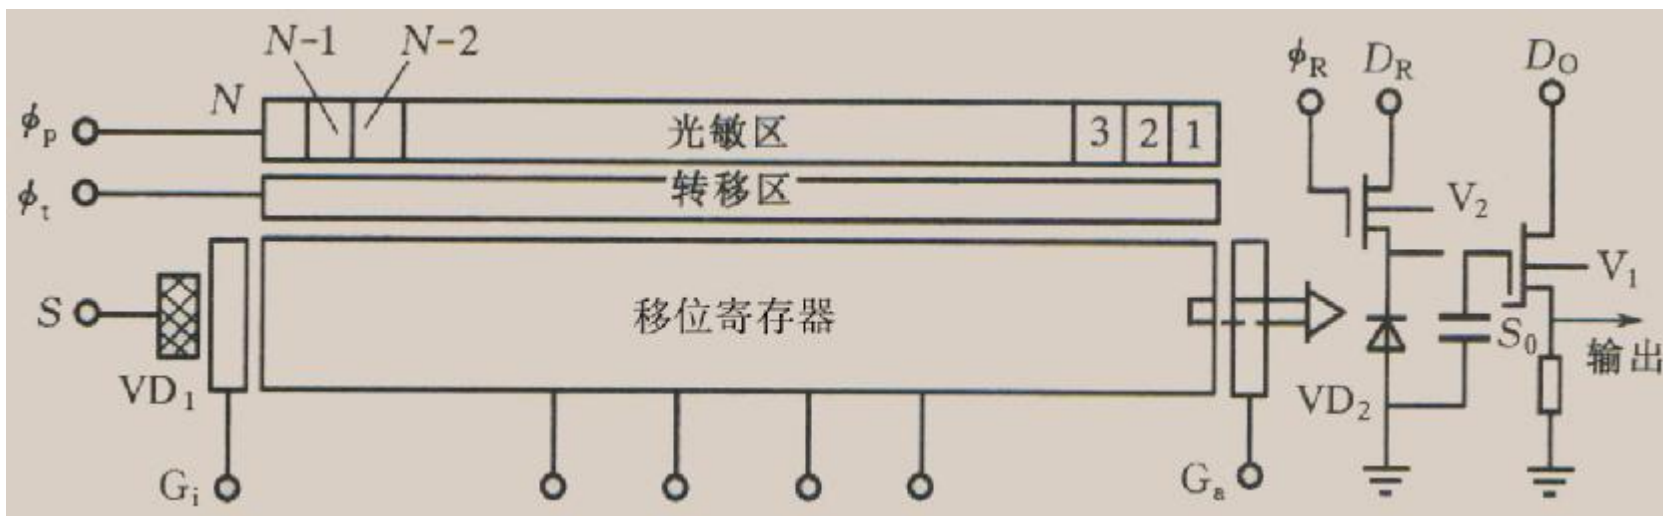 N-1 N-2
ϕR DR DO
N
ϕp 光敏区 3 2 1
ϕt 转移区 V2
S 移位寄存器 V1
S0 输出
VD1 VD2
Gi Ga